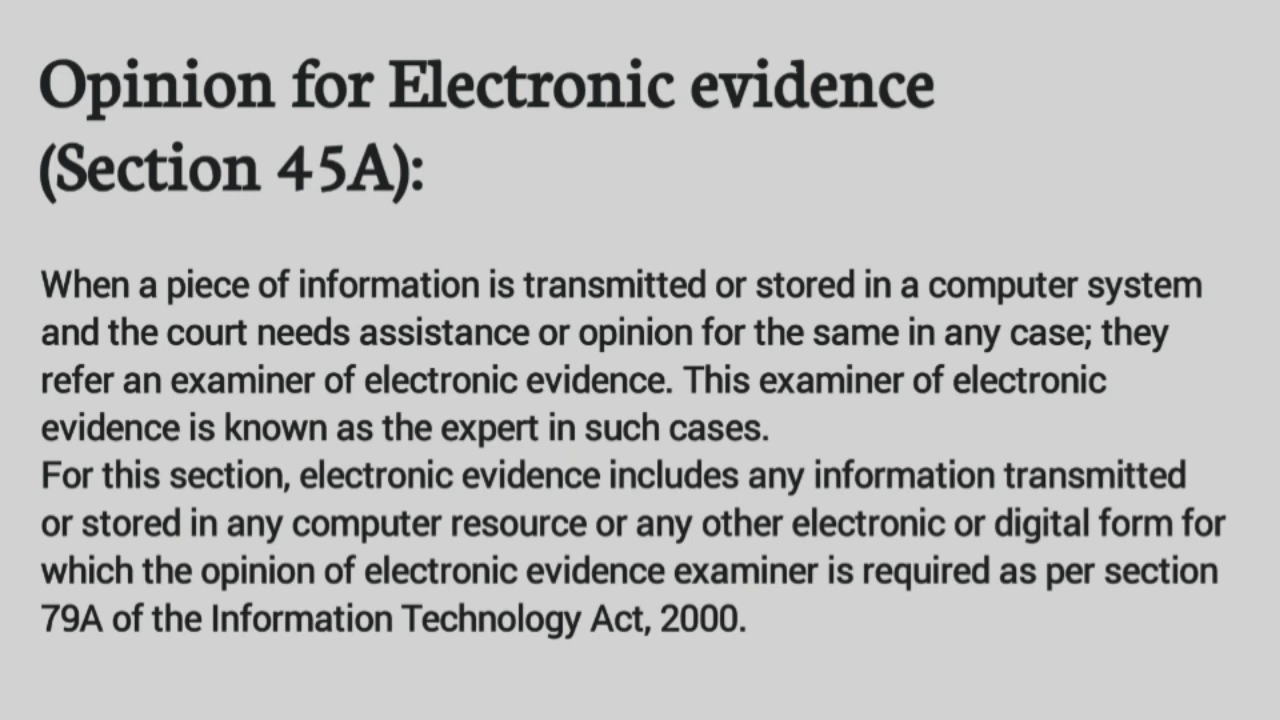 Opinion for Electronic evidence
(Section 45A):
When a piece of information is transmitted or stored in a computer system
and the court needs assistance or opinion for the same in any case; they
refer an examiner of electronic evidence. This examiner of electronic
evidence is known as the expert in such cases.
For this section, electronic evidence includes any information transmitted
or stored in any computer resource or any other electronic or digital form for
which the opinion of electronic evidence examiner is required as per section
79A of the Information Technology Act, 2000.